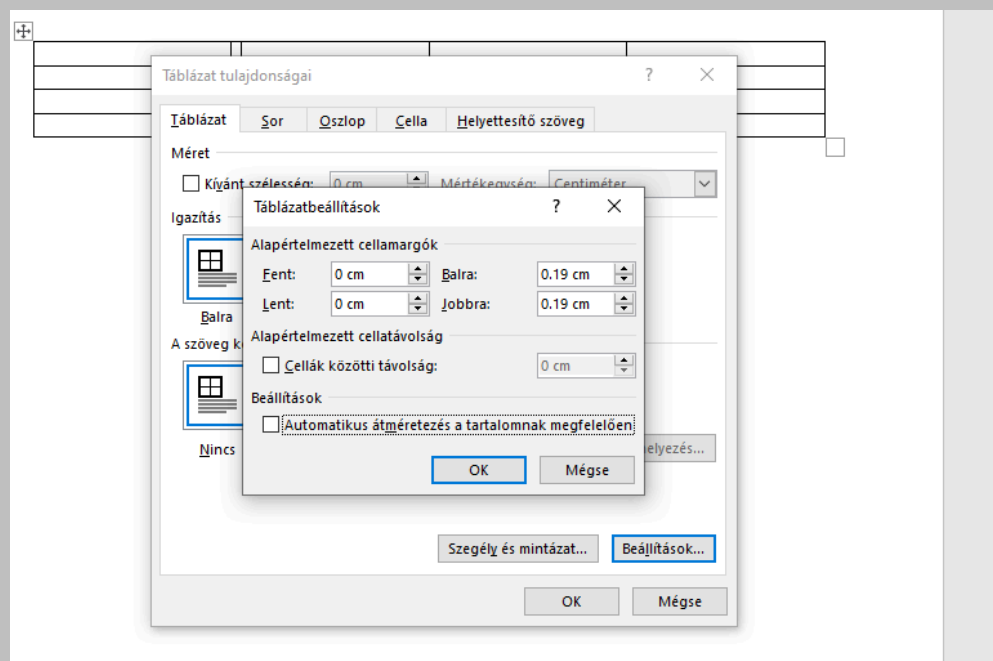 Táblázat tulajdonságai
Táblázat Sor Oszlop Cella Helyettesítő szöveg
Méret
Kívánt szélesség: 0 cm Mértékegység: Centiméter
Táblázatbeállítások
Igazítás
Alapértelmezett cellamargók
Fent: 0 cm Balra: 0.19 cm
Lent: 0 cm Jobbra: 0.19 cm
Balra
Alapértelmezett cellatávolság
A szöveg
Cellák közötti távolság: 0 cm
Beállítások
Automatikus átméretezés a tartalomnak megfelelően
Nincs
OK Mégse
Szegély és mintázat... Beállítások...
OK Mégse